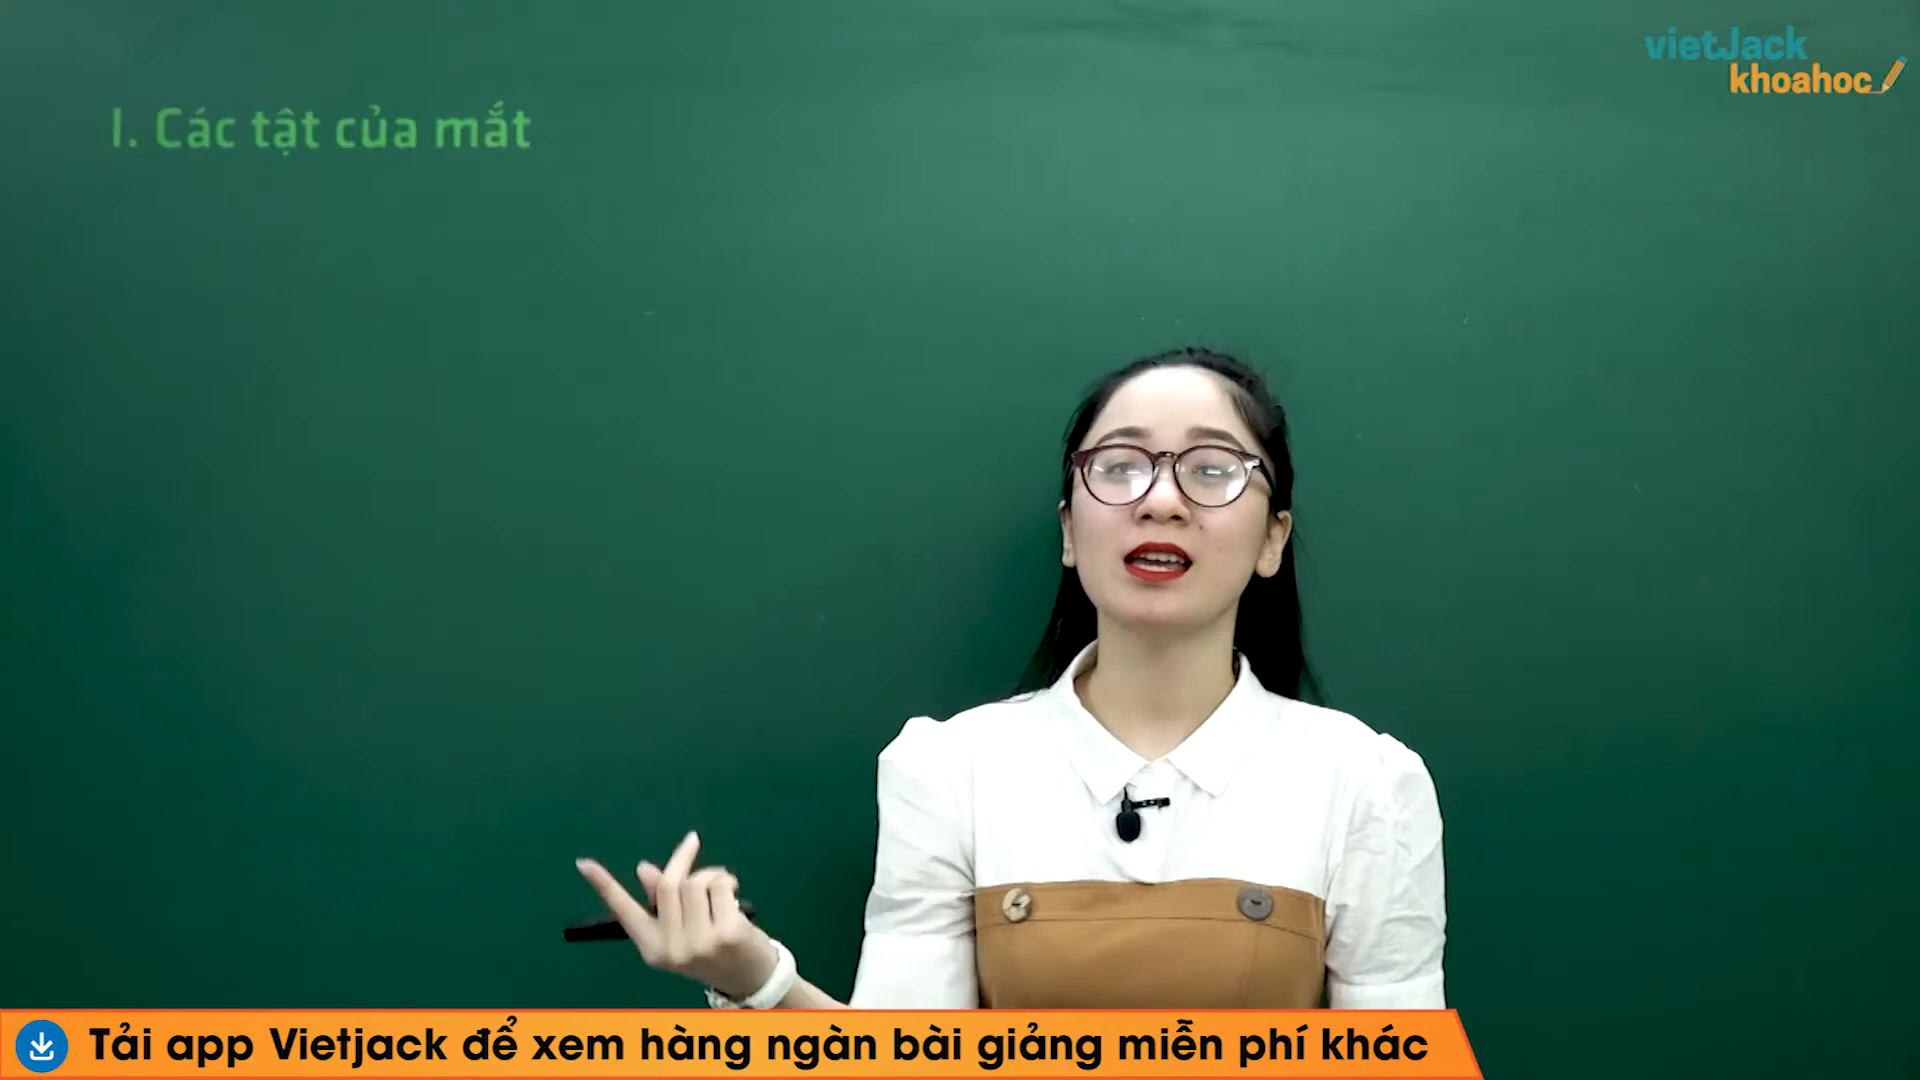 vietJack
khoahoc
I. Các tật của mắt
Tải app Vietjack để xem hàng ngàn bài giảng miễn phí khác